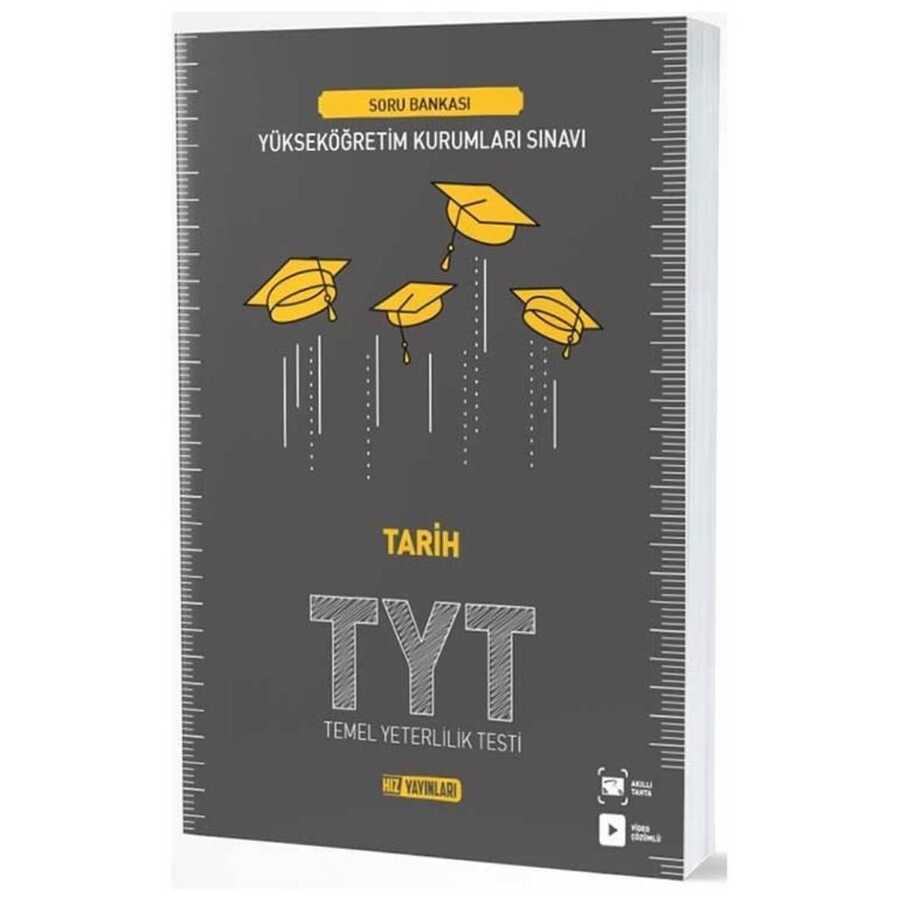 SORU BANKASI
YÜKSEKÖĞRETİM KURUMLARI SINAVI
TARİH
TYT
TEMEL YETERLİLİK TESTİ
HIZ YAYINLARI
AKILLI
TAHTA
VİDEO
ÇÖZÜMLÜ